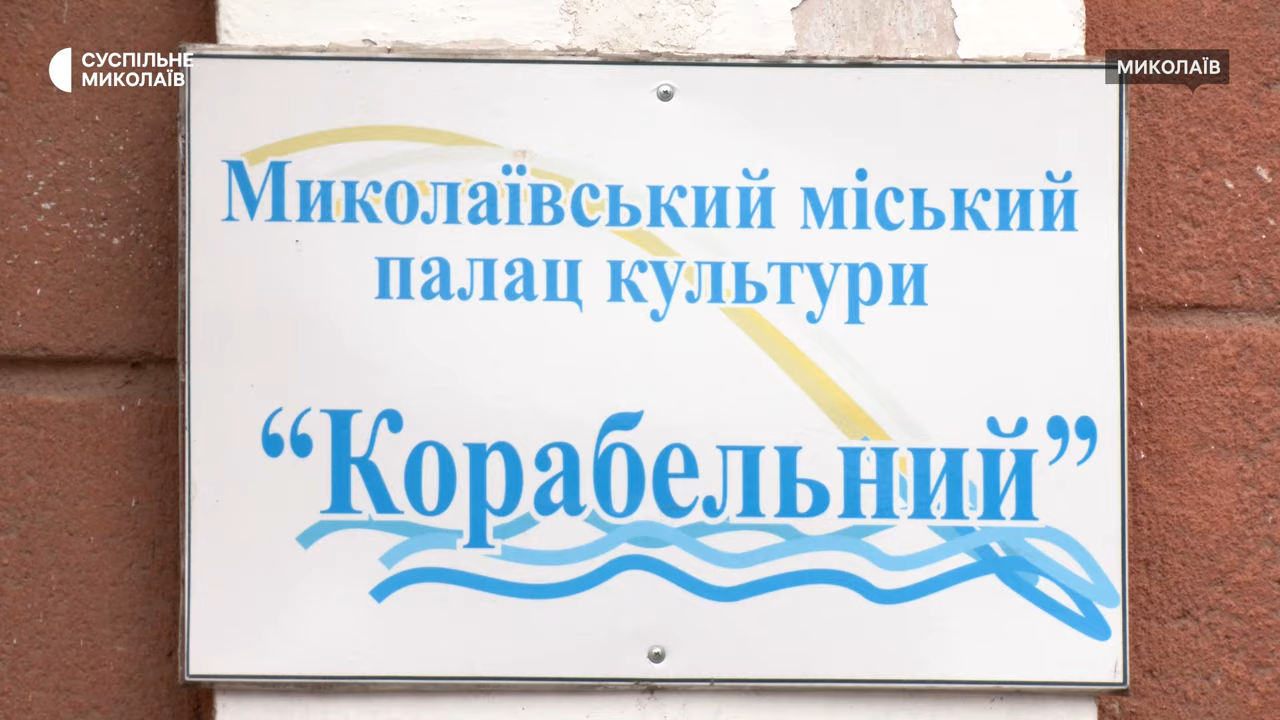 СУСПІЛЬНЕ
МИКОЛАЇВ
МИКОЛАЇВ
Миколаївський міський
палац культури
“Корабельний”